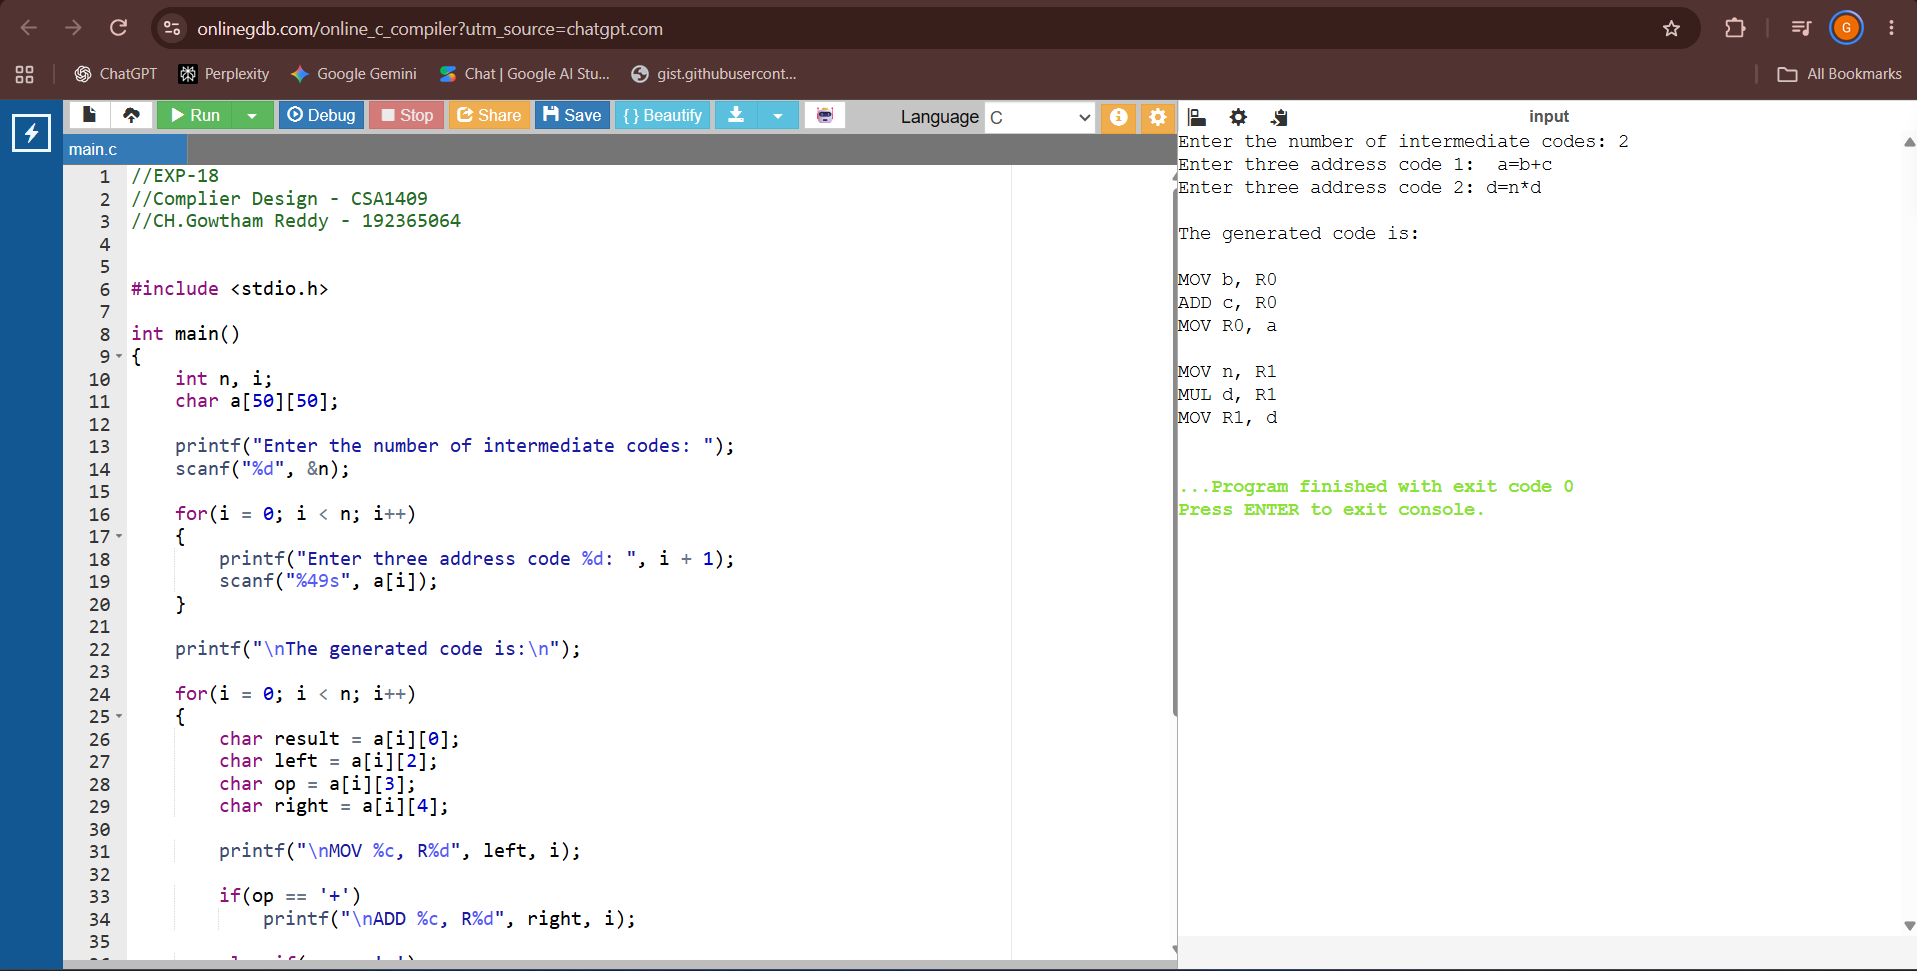 onlinegdb.com/online_c_compiler?utm_source=chatgpt.com
G
ChatGPT
Perplexity
Google Gemini
Chat | Google AI Stu...
gist.githubusercont...
All Bookmarks
Run
Debug
Stop
Share
Save
{ } Beautify
Language
C
input
main.c
1 //EXP-18
2 //Complier Design - CSA1409
3 //CH.Gowtham Reddy - 192365064
4
5
6 #include <stdio.h>
7
8 int main()
9 {
10 int n, i;
11 char a[50][50];
12
13 printf("Enter the number of intermediate codes: ");
14 scanf("%d", &n);
15
16 for(i = 0; i < n; i++)
17 {
18 printf("Enter three address code %d: ", i + 1);
19 scanf("%49s", a[i]);
20 }
21
22 printf("\nThe generated code is:\n");
23
24 for(i = 0; i < n; i++)
25 {
26 char result = a[i][0];
27 char left = a[i][2];
28 char op = a[i][3];
29 char right = a[i][4];
30
31 printf("\nMOV %c, R%d", left, i);
32
33 if(op == '+')
34 printf("\nADD %c, R%d", right, i);
35
Enter the number of intermediate codes: 2
Enter three address code 1:  a=b+c
Enter three address code 2: d=n*d
The generated code is:
MOV b, R0
ADD c, R0
MOV R0, a
MOV n, R1
MUL d, R1
MOV R1, d
...Program finished with exit code 0
Press ENTER to exit console.